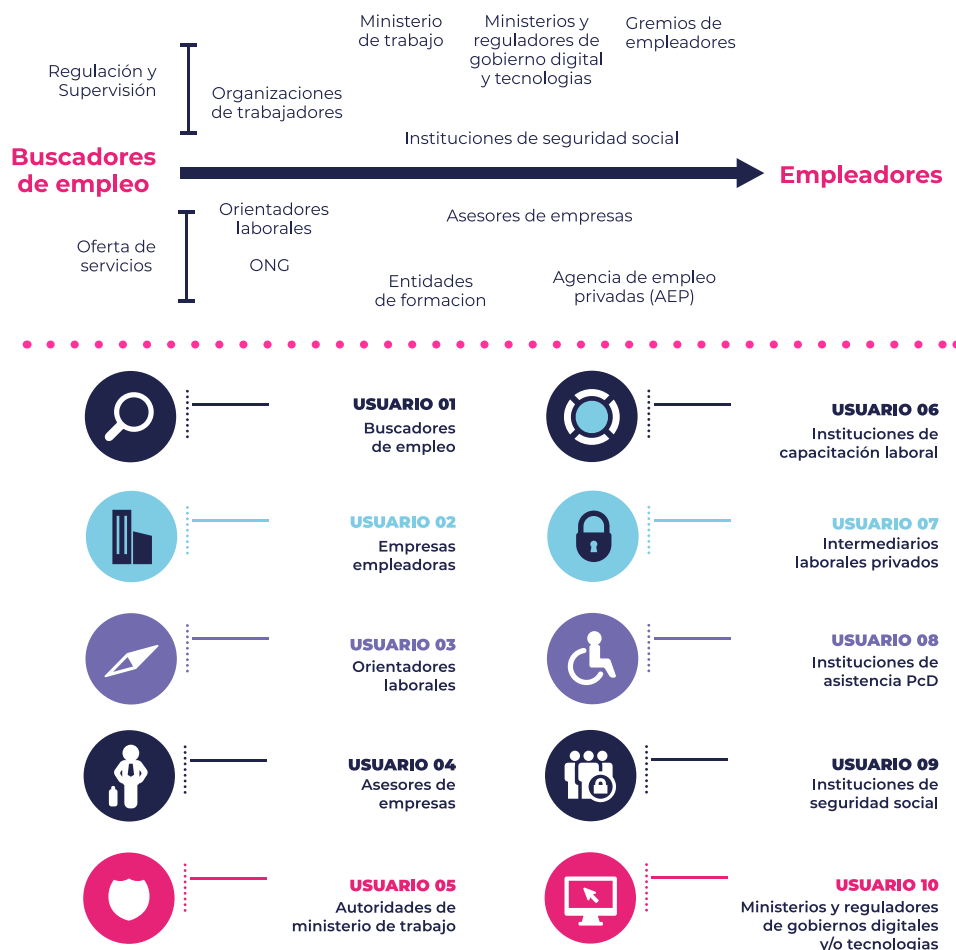 Ministerio
de trabajo
Ministerios y
reguladores de
gobierno digital
y tecnologias
Gremios de
empleadores
Regulación y
Supervisión
Organizaciones
de trabajadores
Instituciones de seguridad social
Buscadores
de empleo
Empleadores
Orientadores
laborales
Asesores de empresas
Oferta de
servicios
ONG
Entidades
de formacion
Agencia de empleo
privadas (AEP)
USUARIO 01
Buscadores
de empleo
USUARIO 02
Empresas
empleadoras
USUARIO 03
Orientadores
laborales
USUARIO 04
Asesores de
empresas
USUARIO 05
Autoridades de
ministerio de trabajo
USUARIO 06
Instituciones de
capacitación laboral
USUARIO 07
Intermediarios
laborales privados
USUARIO 08
Instituciones de
asistencia PcD
USUARIO 09
Instituciones de
seguridad social
USUARIO 10
Ministerios y reguladores
de gobiernos digitales
y/o tecnologias